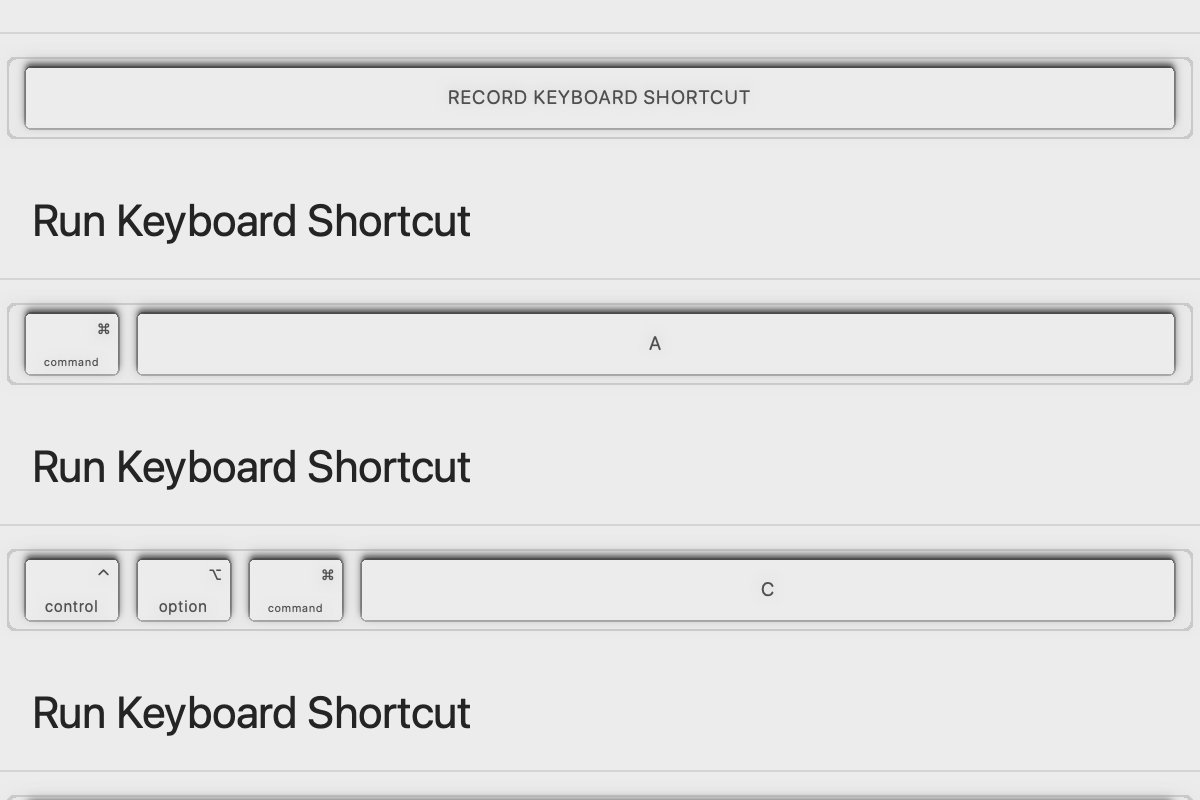 RECORD KEYBOARD SHORTCUT
Run Keyboard Shortcut
⌘
command
A
Run Keyboard Shortcut
^
control
⌥
option
⌘
command
C
Run Keyboard Shortcut